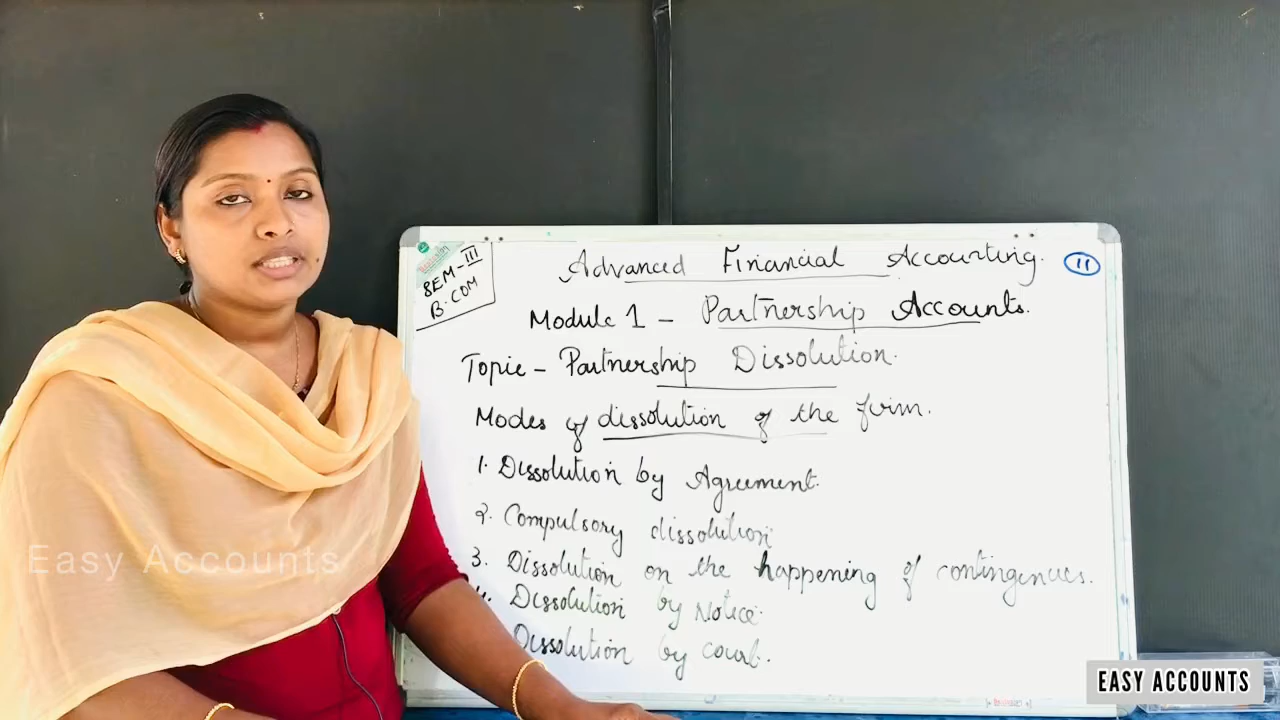 SEM-III
B.COM
Advanced Financial Accounting.
11
Module 1 - Partnership Accounts.
Topic - Partnership Dissolution.
Modes of dissolution of the firm.
1. Dissolution by Agreement.
2. Compulsory dissolution
3. Dissolution on the happening of contingencies.
4. Dissolution by Notice
Dissolution by court.
Easy Accounts
EASY ACCOUNTS